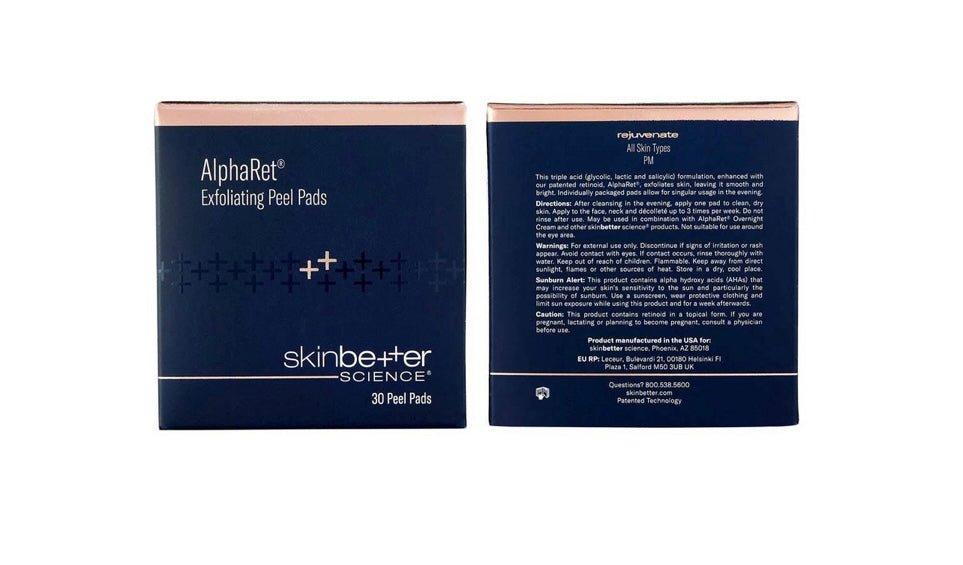 AlphaRet®
Exfoliating Peel Pads
skinbetter
SCIENCE®
30 Peel Pads
rejuvenate
All Skin Types
PM
This triple acid (glycolic, lactic and salicylic) formulation, enhanced with
our patented retinoid, AlphaRet®, exfoliates skin, leaving it smooth and
bright. Individually packaged pads allow for singular usage in the evening.
Directions: After cleansing in the evening, apply one pad to clean, dry
skin. Apply to the face, neck and décolleté up to 3 times per week. Do not
rinse after use. May be used in combination with AlphaRet® Overnight
Cream and other skinbetter science® products. Not suitable for use around
the eye area.
Warnings: For external use only. Discontinue if signs of irritation or rash
appear. Avoid contact with eyes. If contact occurs, rinse thoroughly with
water. Keep out of reach of children. Flammable. Keep away from direct
sunlight, flames or other sources of heat. Store in a dry, cool place.
Sunburn Alert: This product contains alpha hydroxy acids (AHAs) that
may increase your skin's sensitivity to the sun and particularly the
possibility of sunburn. Use a sunscreen, wear protective clothing and
limit sun exposure while using this product and for a week afterwards.
Caution: This product contains retinoid in a topical form. If you are
pregnant, lactating or planning to become pregnant, consult a physician
before use.
Product manufactured in the USA for:
skinbetter science, Phoenix, AZ 85018
EU RP: Leceur, Bulevardi 21, 00180 Helsinki FI
Plaza 1, Salford M50 3UB UK
Questions? 800.538.5600
skinbetter.com
Patented Technology